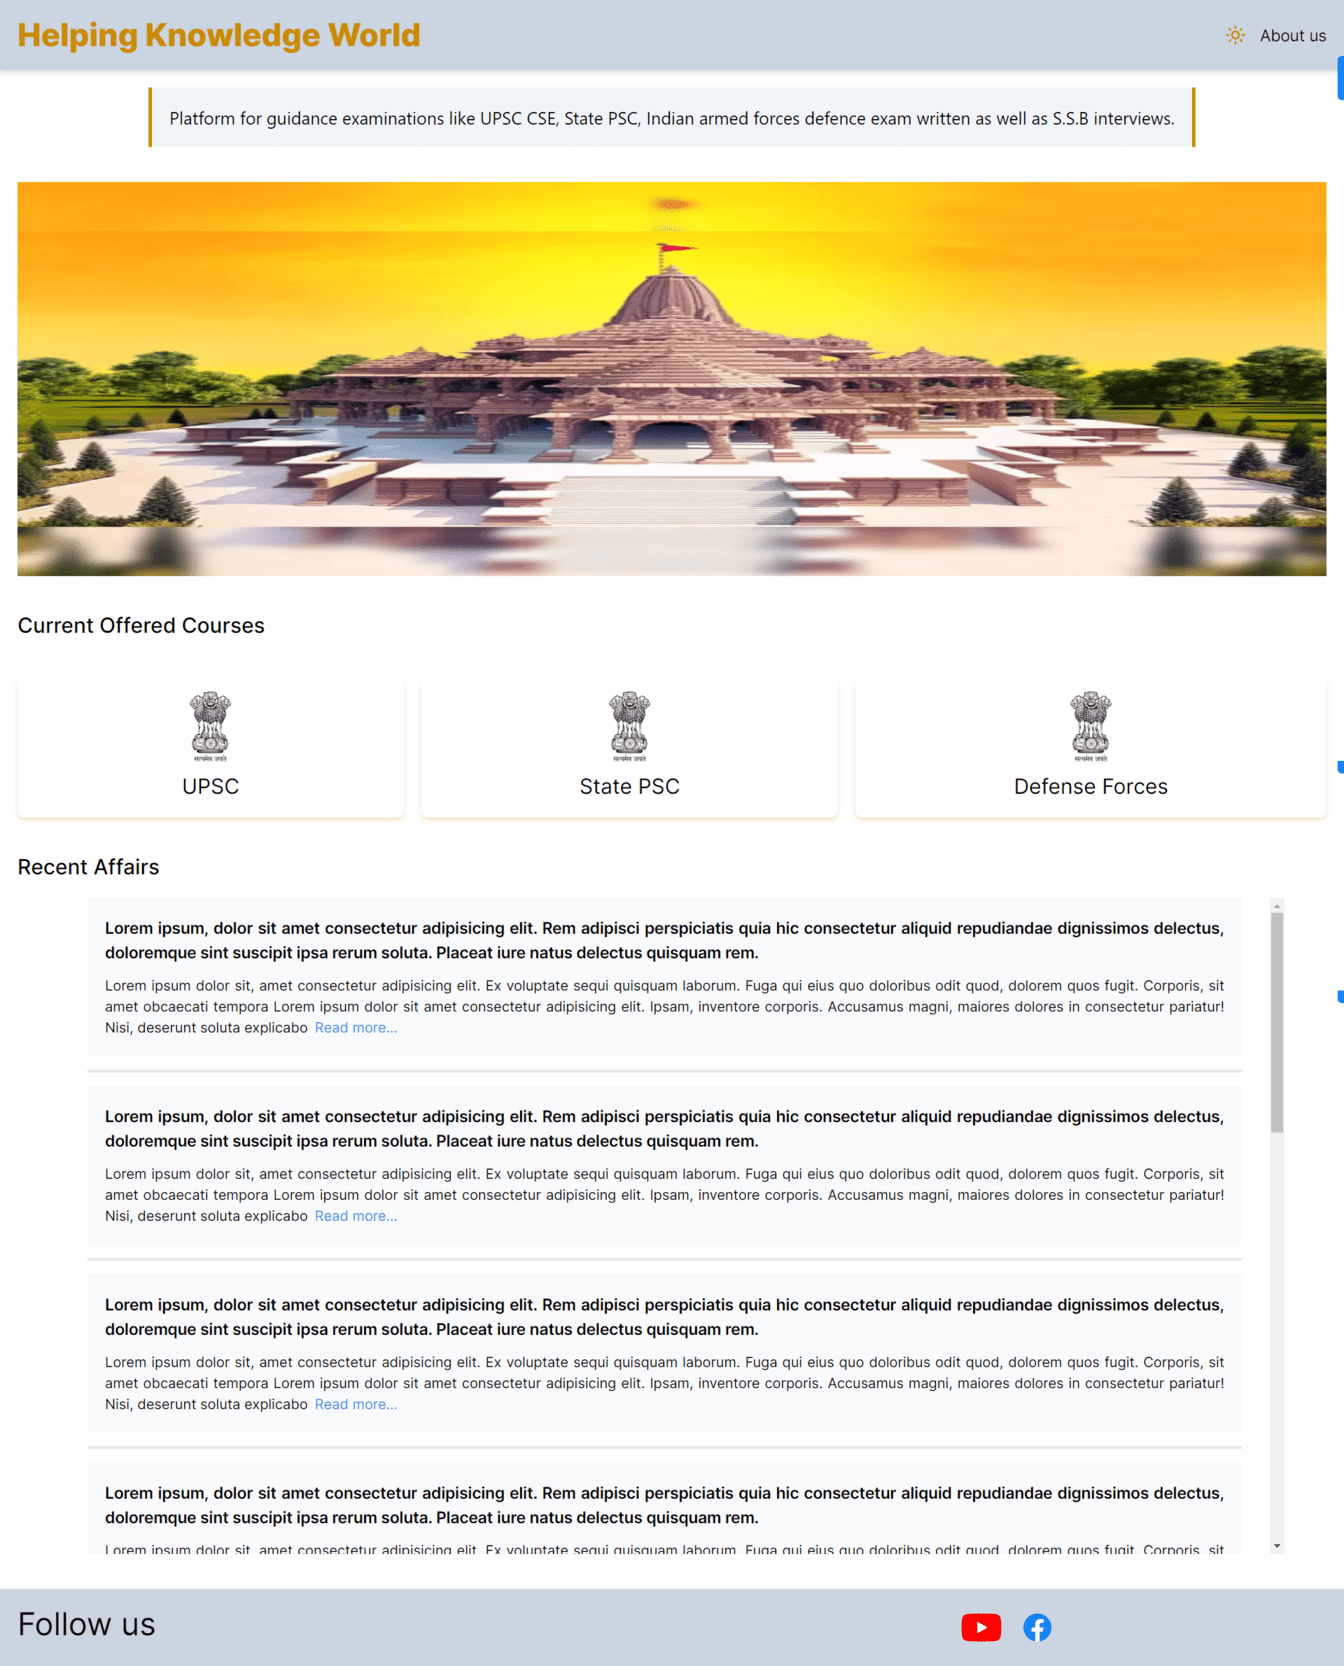 Helping Knowledge World
About us
Platform for guidance examinations like UPSC CSE, State PSC, Indian armed forces defence exam written as well as S.S.B interviews.
Current Offered Courses
सत्यमेव जयते
UPSC
सत्यमेव जयते
State PSC
सत्यमेव जयते
Defense Forces
Recent Affairs
Lorem ipsum, dolor sit amet consectetur adipisicing elit. Rem adipisci perspiciatis quia hic consectetur aliquid repudiandae dignissimos delectus,
doloremque sint suscipit ipsa rerum soluta. Placeat iure natus delectus quisquam rem.
Lorem ipsum dolor sit, amet consectetur adipisicing elit. Ex voluptate sequi quisquam laborum. Fuga qui eius quo doloribus odit quod, dolorem quos fugit. Corporis, sit
amet obcaecati tempora Lorem ipsum dolor sit amet consectetur adipisicing elit. Ipsam, inventore corporis. Accusamus magni, maiores dolores in consectetur pariatur!
Nisi, deserunt soluta explicabo Read more...
Lorem ipsum, dolor sit amet consectetur adipisicing elit. Rem adipisci perspiciatis quia hic consectetur aliquid repudiandae dignissimos delectus,
doloremque sint suscipit ipsa rerum soluta. Placeat iure natus delectus quisquam rem.
Lorem ipsum dolor sit, amet consectetur adipisicing elit. Ex voluptate sequi quisquam laborum. Fuga qui eius quo doloribus odit quod, dolorem quos fugit. Corporis, sit
amet obcaecati tempora Lorem ipsum dolor sit amet consectetur adipisicing elit. Ipsam, inventore corporis. Accusamus magni, maiores dolores in consectetur pariatur!
Nisi, deserunt soluta explicabo Read more...
Lorem ipsum, dolor sit amet consectetur adipisicing elit. Rem adipisci perspiciatis quia hic consectetur aliquid repudiandae dignissimos delectus,
doloremque sint suscipit ipsa rerum soluta. Placeat iure natus delectus quisquam rem.
Lorem ipsum dolor sit, amet consectetur adipisicing elit. Ex voluptate sequi quisquam laborum. Fuga qui eius quo doloribus odit quod, dolorem quos fugit. Corporis, sit
amet obcaecati tempora Lorem ipsum dolor sit amet consectetur adipisicing elit. Ipsam, inventore corporis. Accusamus magni, maiores dolores in consectetur pariatur!
Nisi, deserunt soluta explicabo Read more...
Lorem ipsum, dolor sit amet consectetur adipisicing elit. Rem adipisci perspiciatis quia hic consectetur aliquid repudiandae dignissimos delectus,
doloremque sint suscipit ipsa rerum soluta. Placeat iure natus delectus quisquam rem.
Lorem ipsum dolor sit, amet consectetur adipisicing elit. Ex voluptate sequi quisquam laborum. Fuga qui eius quo doloribus odit quod, dolorem quos fugit. Corporis, sit
Follow us